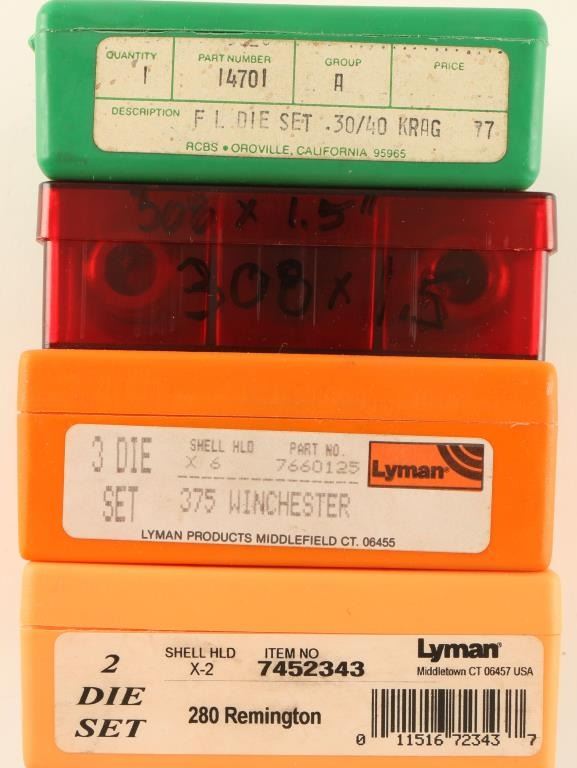 QUANTITY PART NUMBER GROUP PRICE
1 14701 A
DESCRIPTION F L DIE SET .30/40 KRAG 77
RCBS • OROVILLE, CALIFORNIA 95965
308 x 1.5"
308 x 1.5
3 DIE SET
SHELL HLD PART NO.
X 6 7660125
375 WINCHESTER
Lyman®
LYMAN PRODUCTS MIDDLEFIELD CT. 06455
2 DIE SET
SHELL HLD ITEM NO
X-2 7452343
280 Remington
Lyman®
Middletown CT 06457 USA
0 11516 72343 7